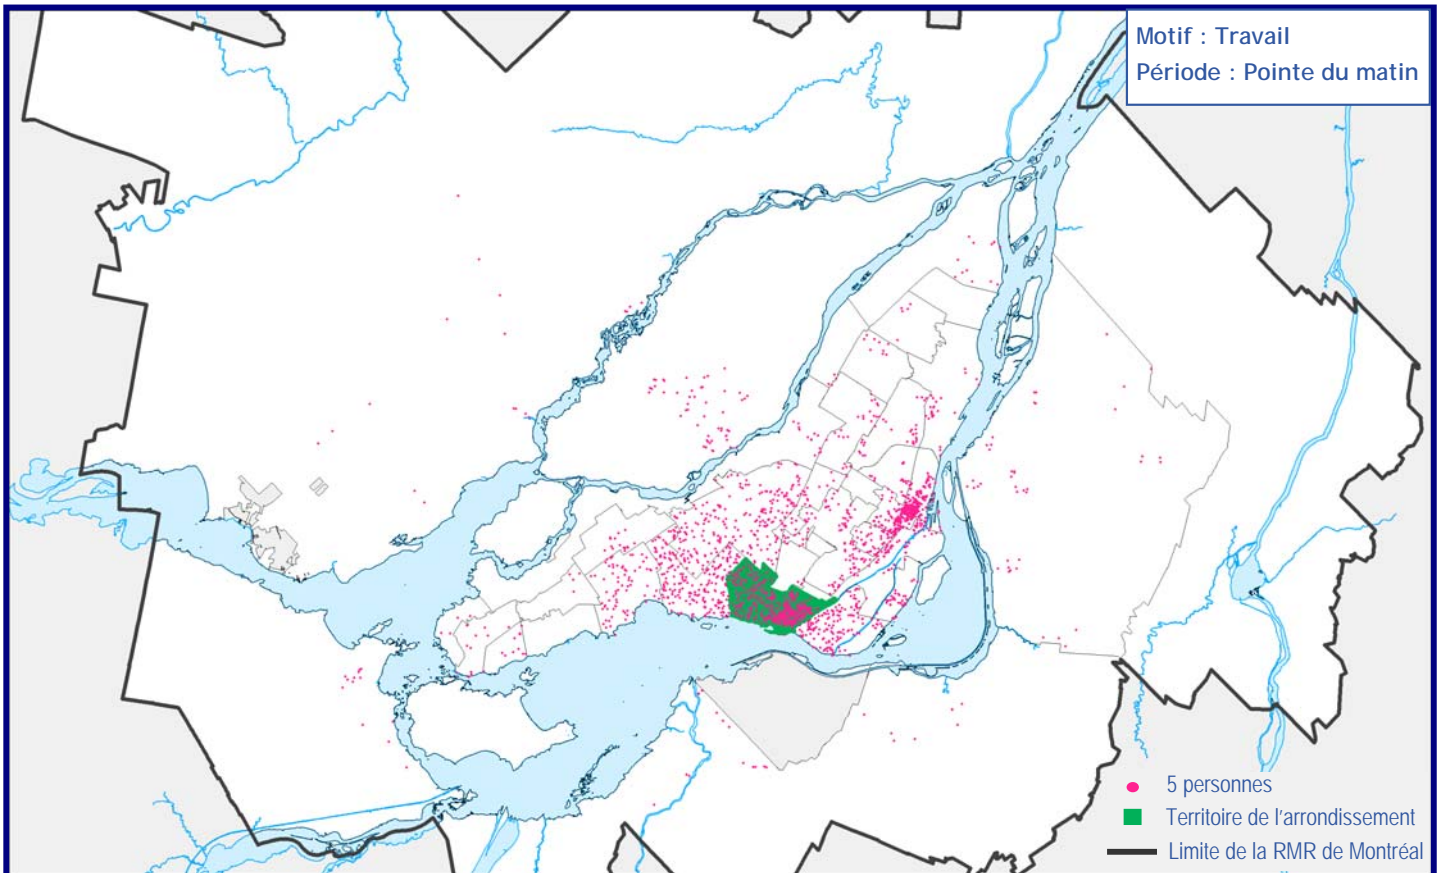 Motif : Travail
Période : Pointe du matin
5 personnes
Territoire de l'arrondissement
Limite de la RMR de Montréal